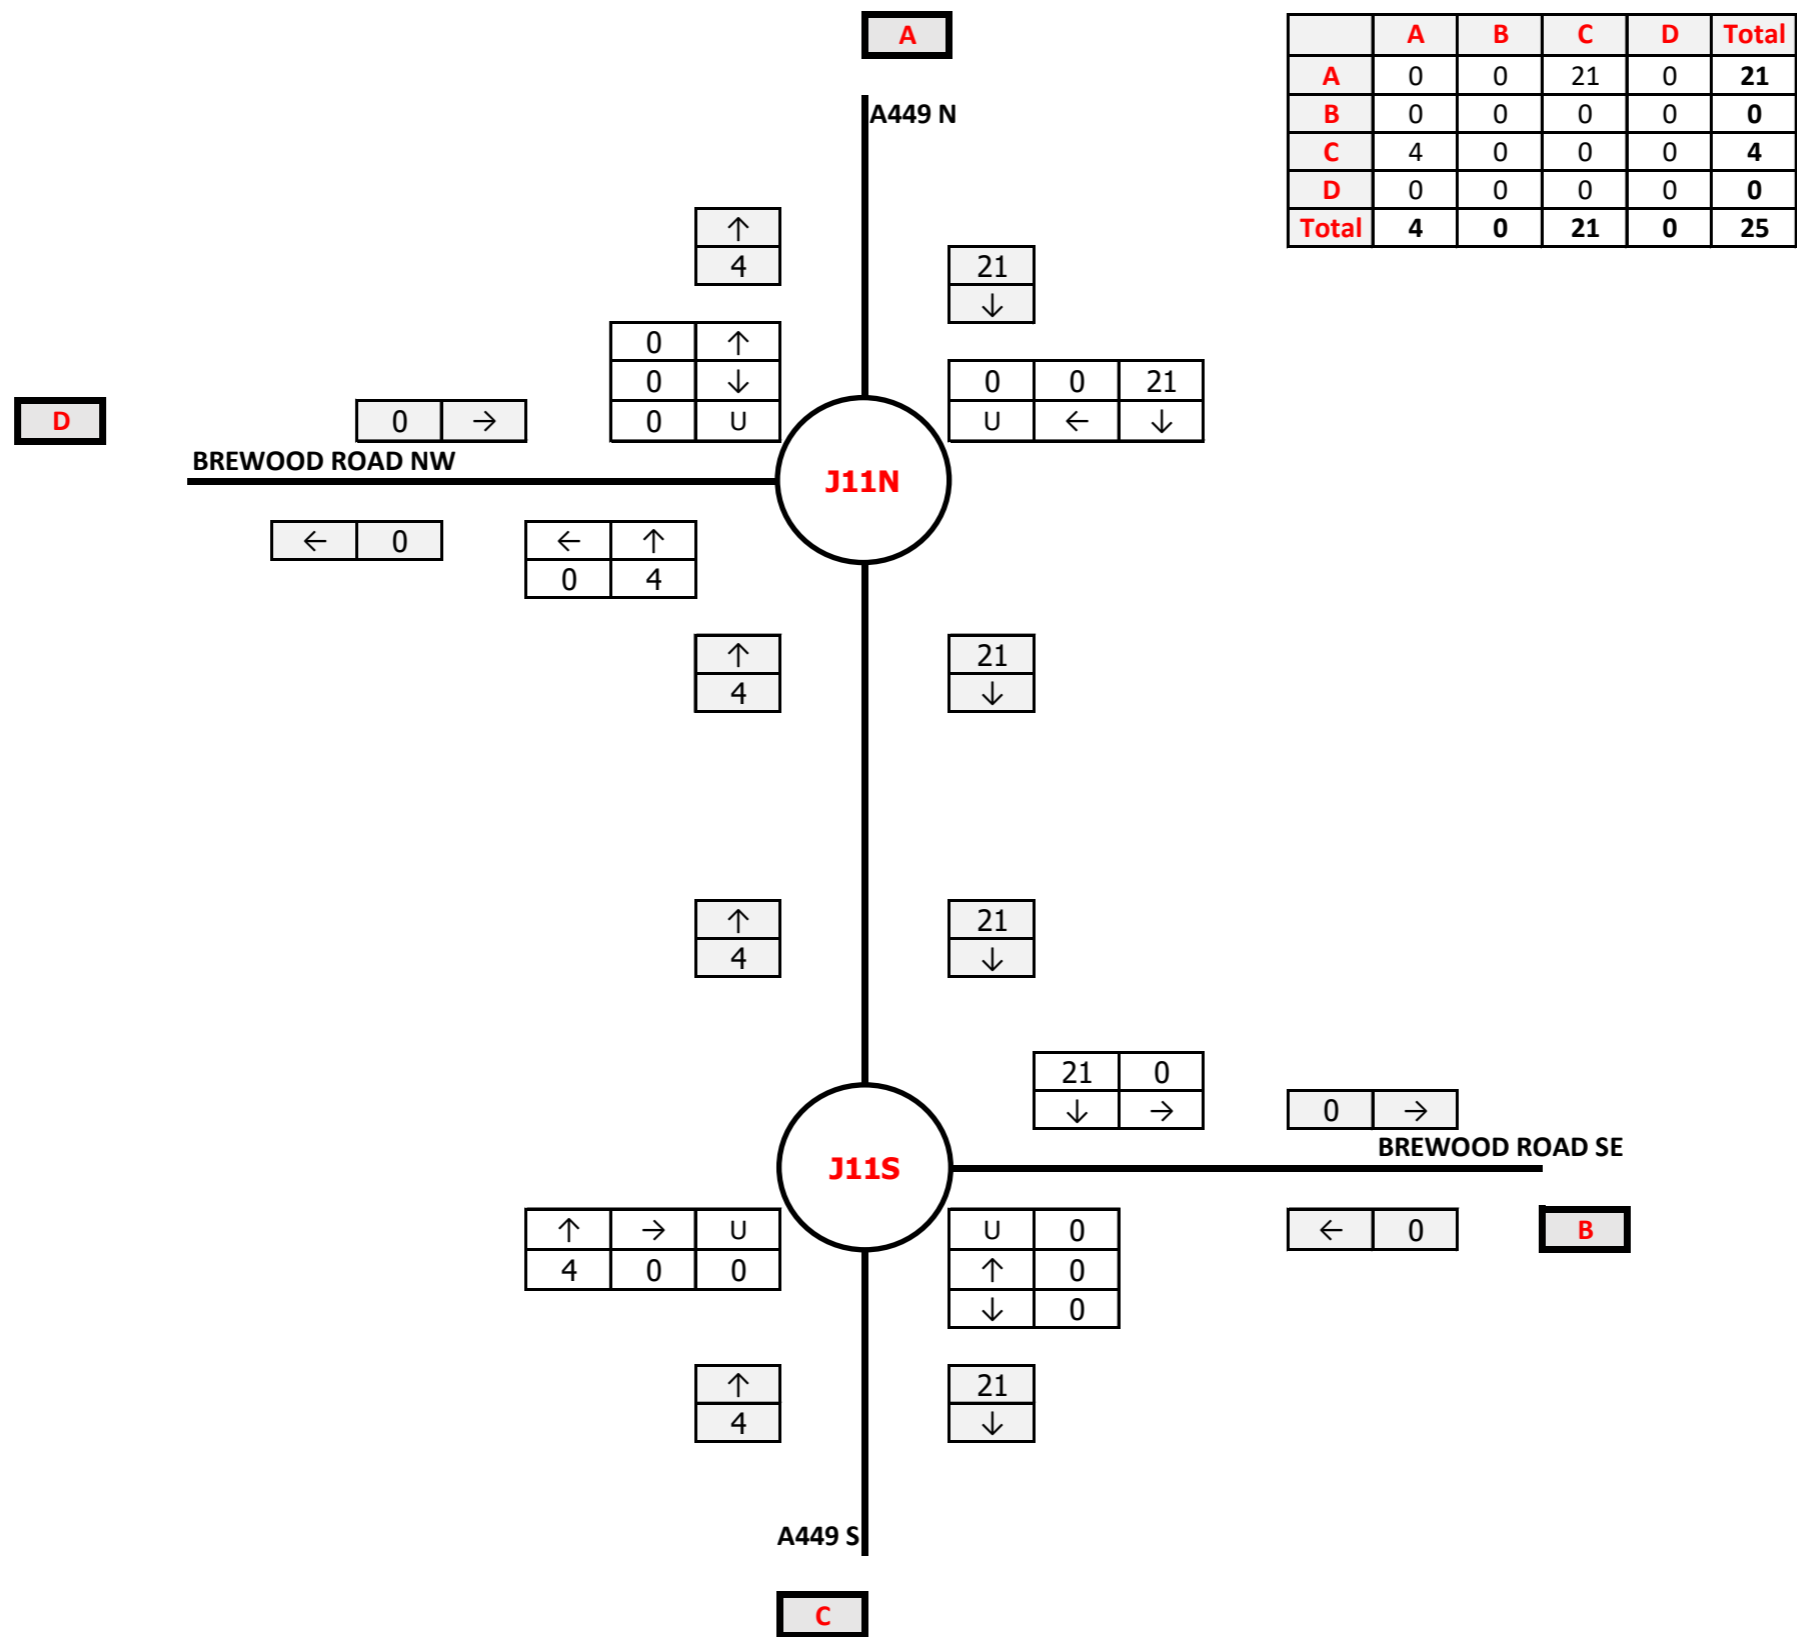 A
A B C D Total
A 0 0 21 0 21
B 0 0 0 0 0
C 4 0 0 0 4
D 0 0 0 0 0
Total 4 0 21 0 25
A449 N
↑
4
21
↓
0 ↑
0 ↓
0 U
0 0 21
U ← ↓
D
0 →
BREWOOD ROAD NW
J11N
← 0
← ↑
0 4
↑
4
21
↓
↑
4
21
↓
21 0
↓ →
0 →
BREWOOD ROAD SE
J11S
↑ → U
4 0 0
U 0
↑ 0
↓ 0
← 0
B
↑
4
21
↓
A449 S
C